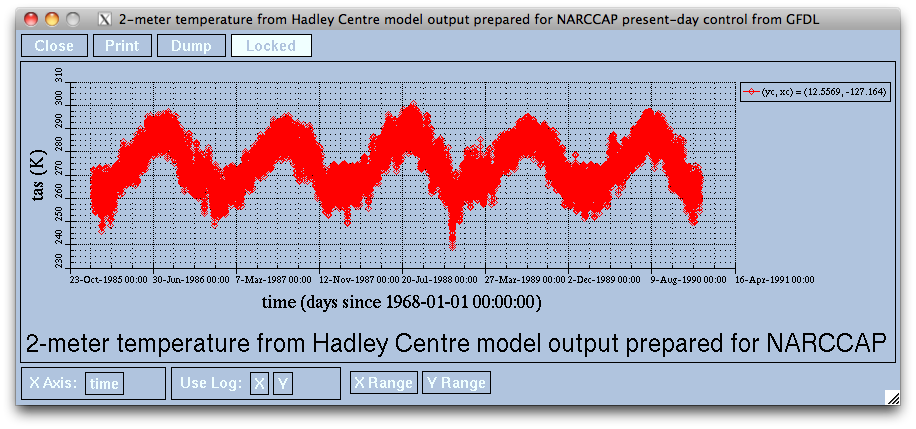 2-meter temperature from Hadley Centre model output prepared for NARCCAP present-day control from GFDL
Close Print Dump Locked
310
300
290
280
270
260
250
240
230
tas (K)
(yc, xc) = (12.5569, -127.164)
23-Oct-1985 00:00 30-Jun-1986 00:00 7-Mar-1987 00:00 12-Nov-1987 00:00 20-Jul-1988 00:00 27-Mar-1989 00:00 2-Dec-1989 00:00 9-Aug-1990 00:00 16-Apr-1991 00:00
time (days since 1968-01-01 00:00:00)
2-meter temperature from Hadley Centre model output prepared for NARCCAP
X Axis: time Use Log: X Y X Range Y Range